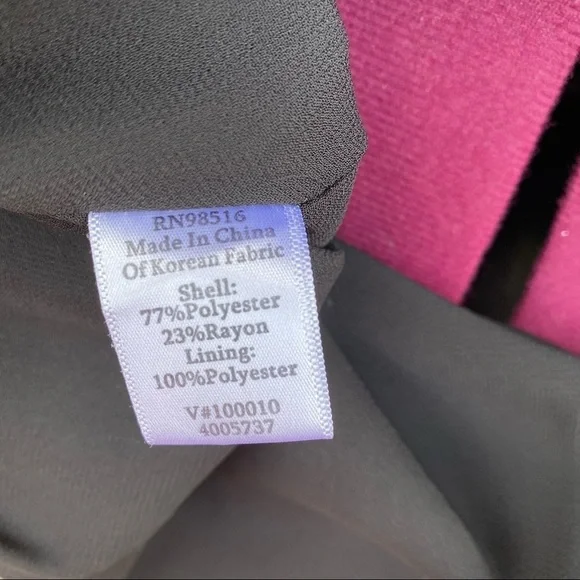 RN98516
Made In China
Of Korean Fabric
Shell:
77%Polyester
23%Rayon
Lining:
100%Polyester
V#100010
4005737